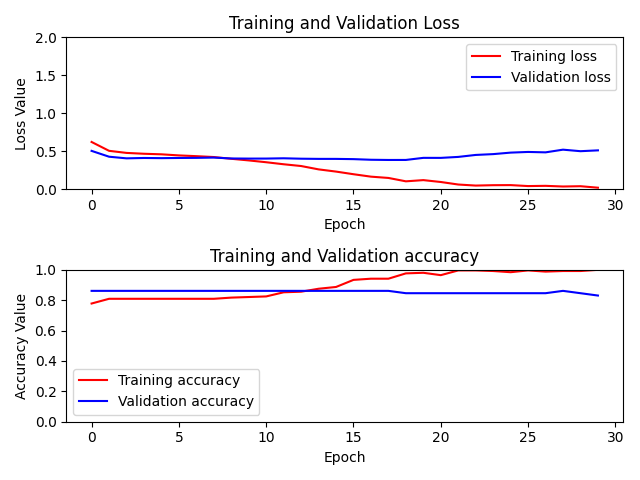 Training and Validation Loss
2.0
1.5
1.0
0.5
0.0
Loss Value
Training loss
Validation loss
0 5 10 15 20 25 30
Epoch
Training and Validation accuracy
1.0
0.8
0.6
0.4
0.2
0.0
Accuracy Value
Training accuracy
Validation accuracy
0 5 10 15 20 25 30
Epoch